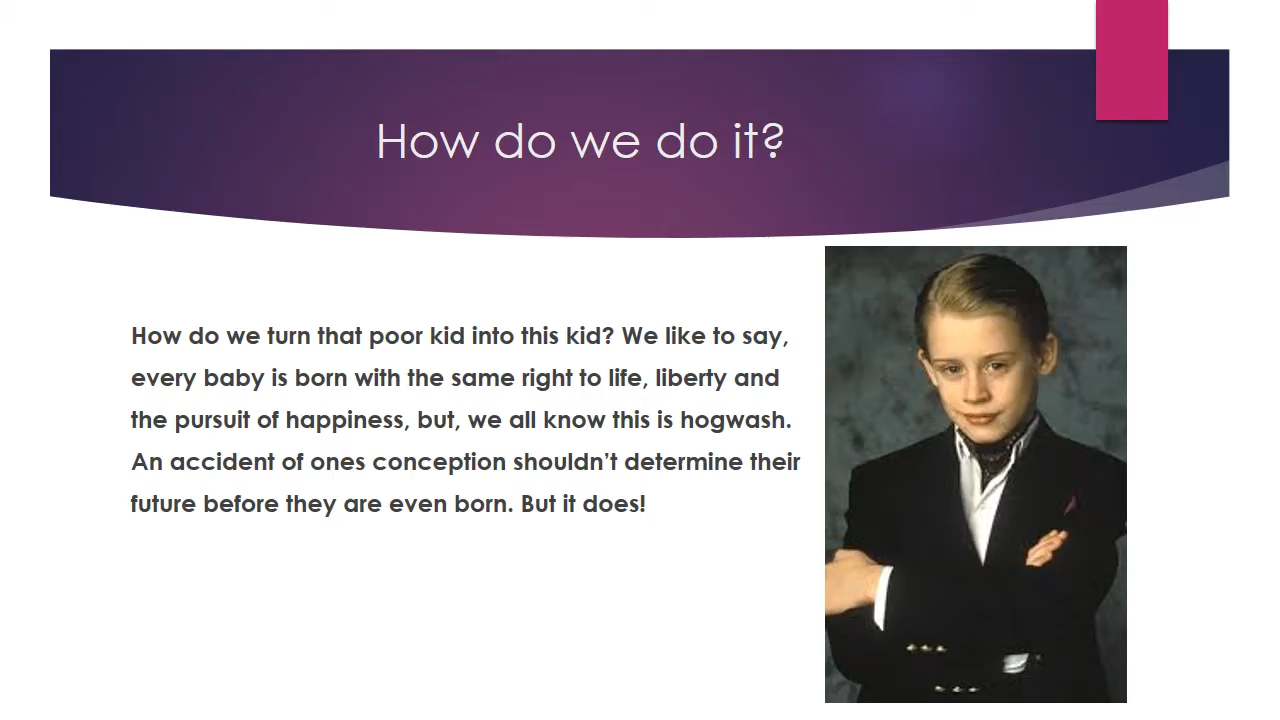 How do we do it?
How do we turn that poor kid into this kid? We like to say,
every baby is born with the same right to life, liberty and
the pursuit of happiness, but, we all know this is hogwash.
An accident of ones conception shouldn't determine their
future before they are even born. But it does!